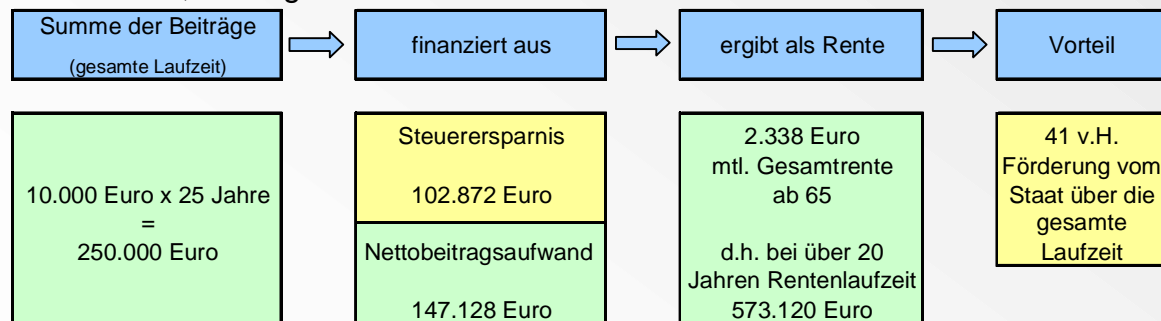 Summe der Beiträge
(gesamte Laufzeit)
finanziert aus
ergibt als Rente
Vorteil
10.000 Euro x 25 Jahre
=
250.000 Euro
Steuerersparnis
102.872 Euro
Nettobeitragsaufwand
147.128 Euro
2.338 Euro
mtl. Gesamtrente
ab 65
d.h. bei über 20
Jahren Rentenlaufzeit
573.120 Euro
41 v.H.
Förderung vom
Staat über die
gesamte
Laufzeit